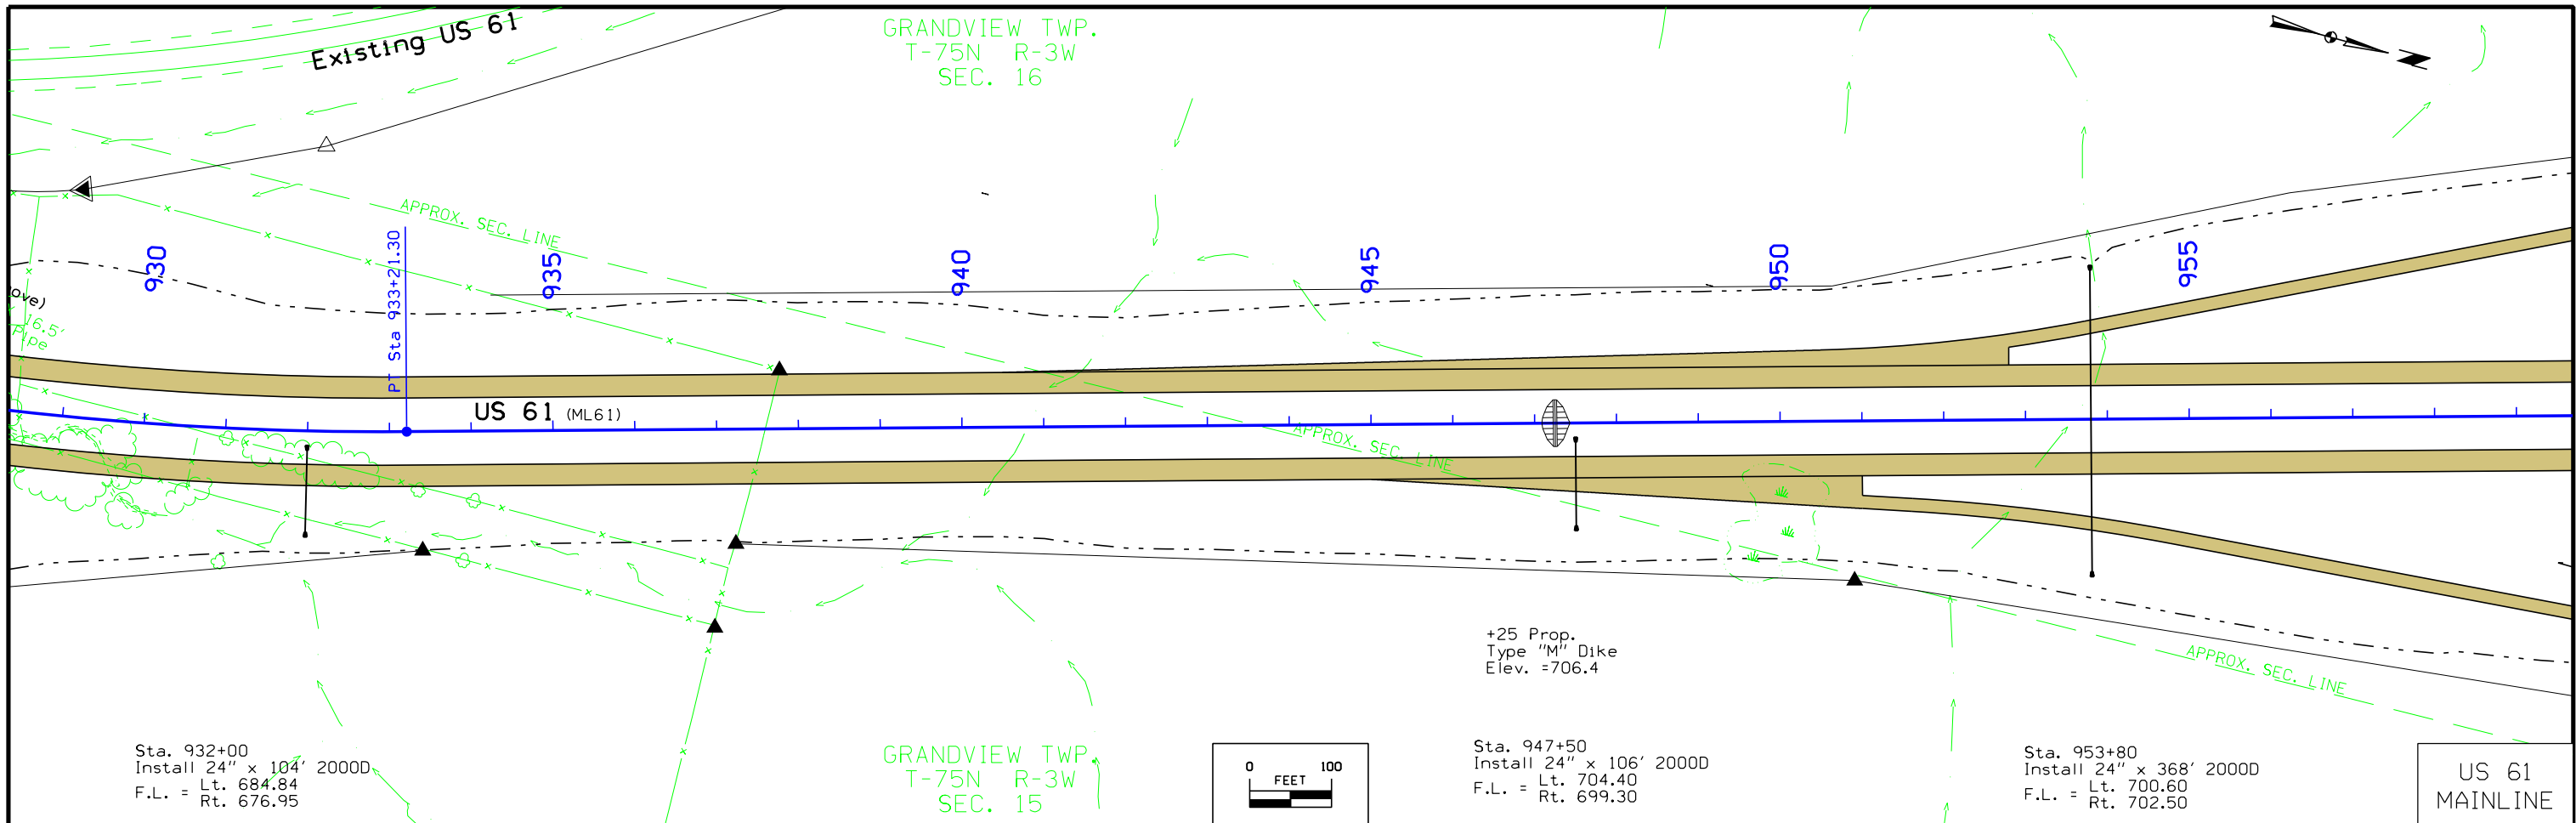 Existing US 61
GRANDVIEW TWP.
T-75N R-3W
SEC. 16
N
APPROX. SEC. LINE
930
PT Sta 933+21.30
935
940
945
950
955
ove)
16.5'
Pipe
US 61 (ML61)
APPROX. SEC. LINE
+25 Prop.
Type "M" Dike
Elev. =706.4
APPROX. SEC. LINE
Sta. 932+00
Install 24" x 104' 2000D
F.L. = Lt. 684.84
Rt. 676.95
GRANDVIEW TWP.
T-75N R-3W
SEC. 15
0 100
FEET
Sta. 947+50
Install 24" x 106' 2000D
F.L. = Lt. 704.40
Rt. 699.30
Sta. 953+80
Install 24" x 368' 2000D
F.L. = Lt. 700.60
Rt. 702.50
US 61
MAINLINE